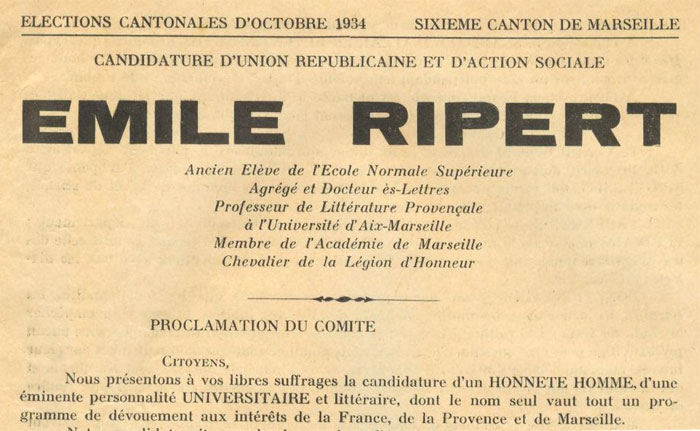 ELECTIONS CANTONALES D'OCTOBRE 1934 SIXIEME CANTON DE MARSEILLE
CANDIDATURE D'UNION REPUBLICAINE ET D'ACTION SOCIALE
EMILE RIPERT
Ancien Elève de l'Ecole Normale Supérieure
Agrégé et Docteur ès-Lettres
Professeur de Littérature Provençale
à l'Université d'Aix-Marseille
Membre de l'Académie de Marseille
Chevalier de la Légion d'Honneur
PROCLAMATION DU COMITE
CITOYENS,
Nous présentons à vos libres suffrages la candidature d'un HONNETE HOMME, d'une
éminente personnalité UNIVERSITAIRE et littéraire, dont le nom seul vaut tout un pro-
gramme de dévouement aux intérêts de la France, de la Provence et de Marseille.